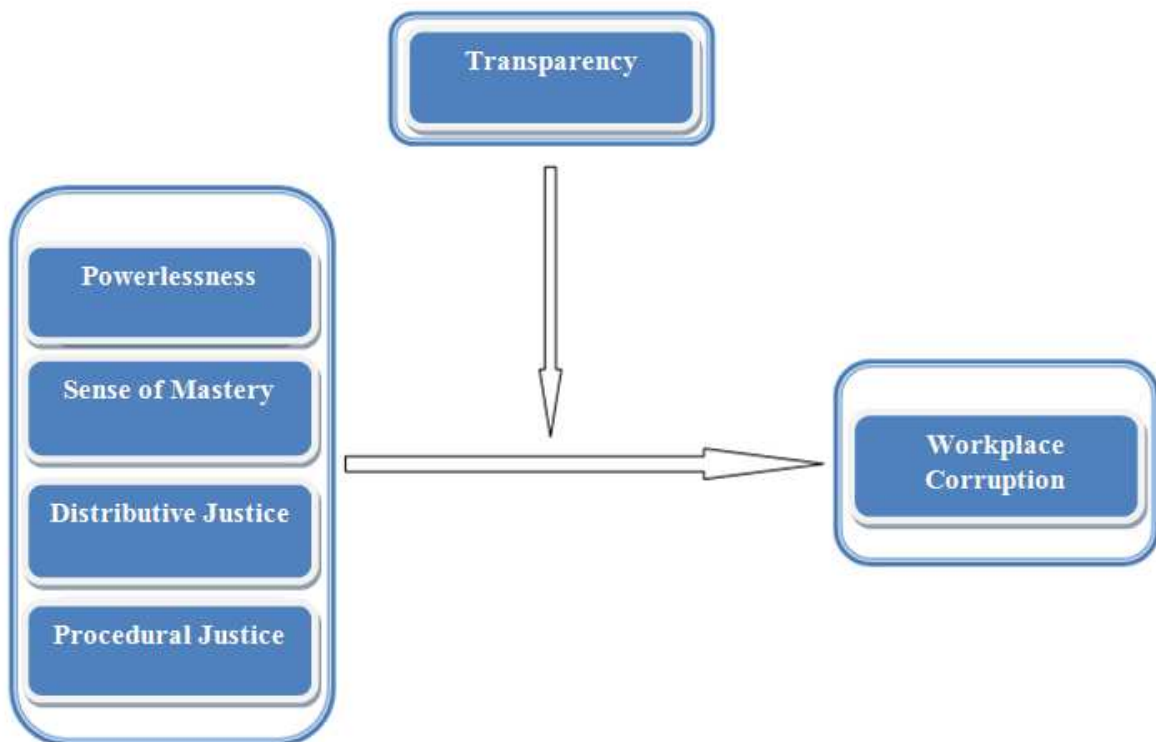 Transparency
Powerlessness
Sense of Mastery
Distributive Justice
Procedural Justice
Workplace
Corruption